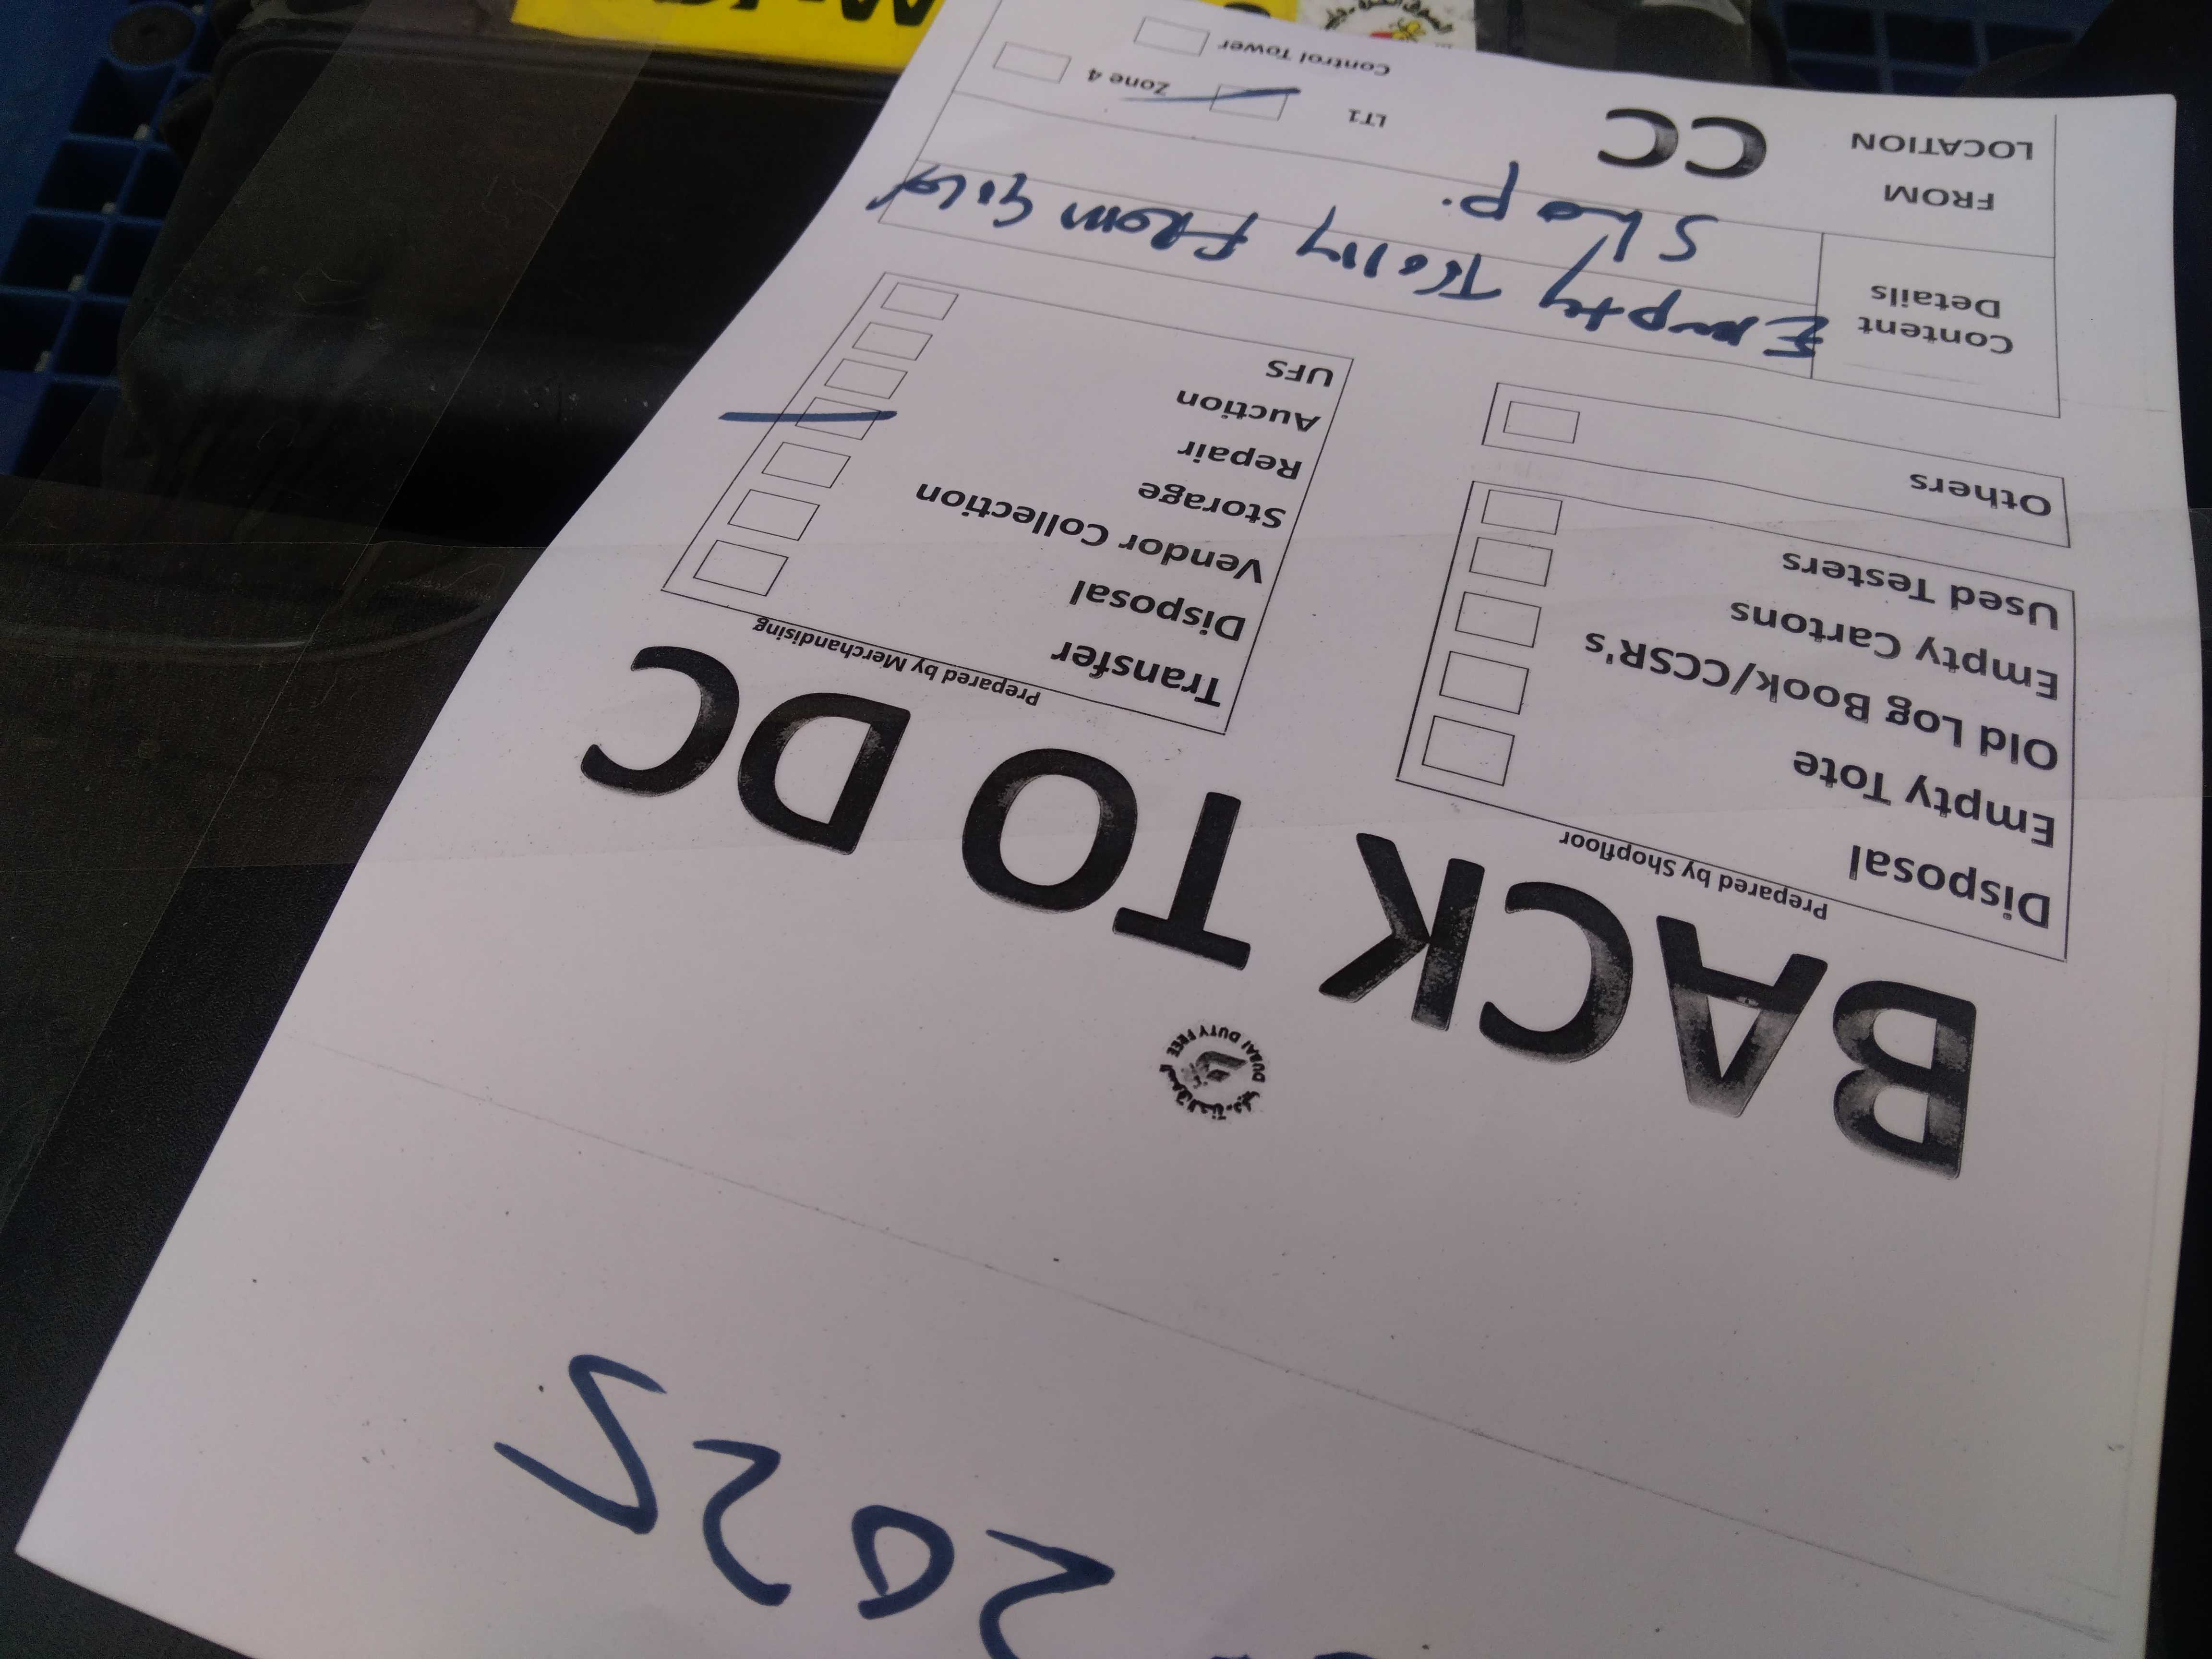 2025
DUBAI DUTY FREE
BACK TO DC
Prepared by Shopfloor
Disposal
Empty Tote
Old Log Book/CCSR's
Empty Cartons
Used Testers
Others
Prepared by Merchandising
Transfer
Disposal
Vendor Collection
Storage
Repair
Auction
UFS
Content
Details
Empty Trolly From
Shop.
FROM
LOCATION
CC
LT1
Zone 4
Control Tower